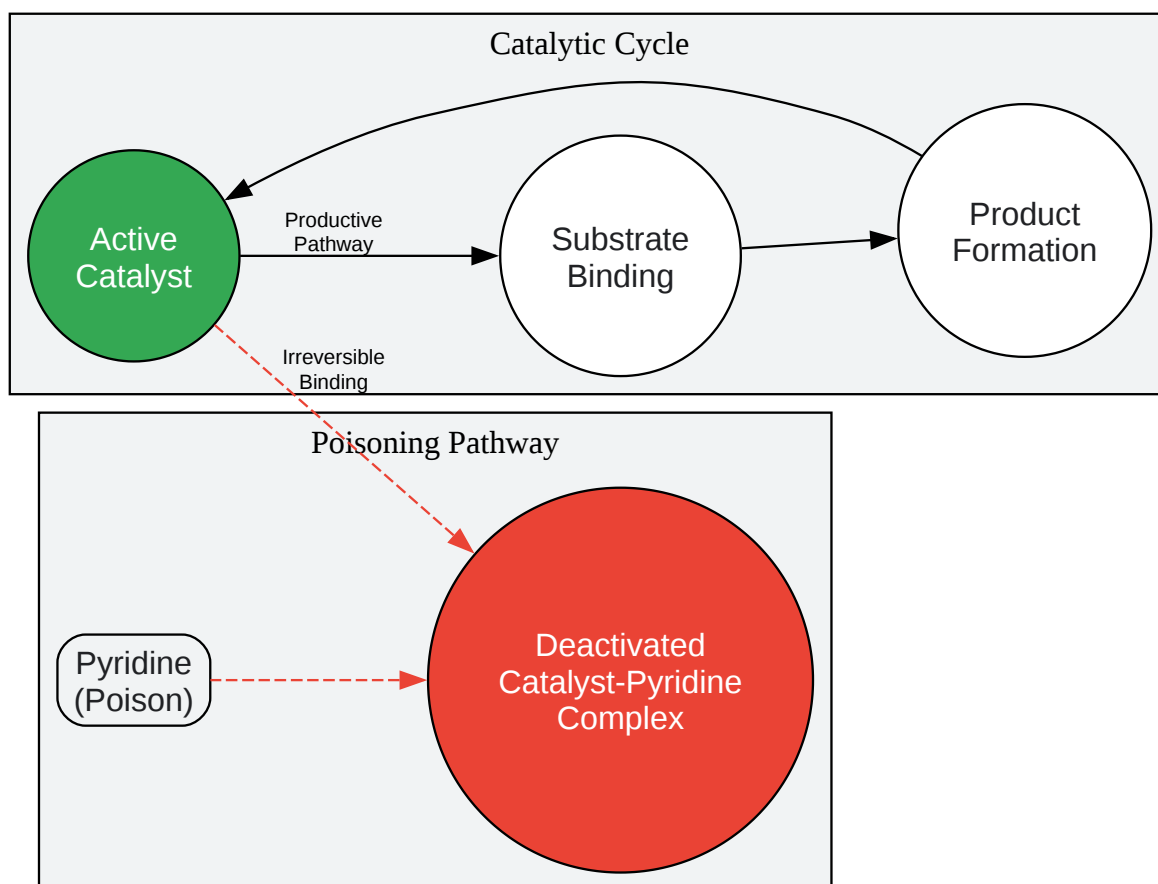 Catalytic Cycle
Active
Catalyst
Productive
Pathway
Substrate
Binding
Product
Formation
Irreversible
Binding
Poisoning Pathway
Pyridine
(Poison)
Deactivated
Catalyst-Pyridine
Complex